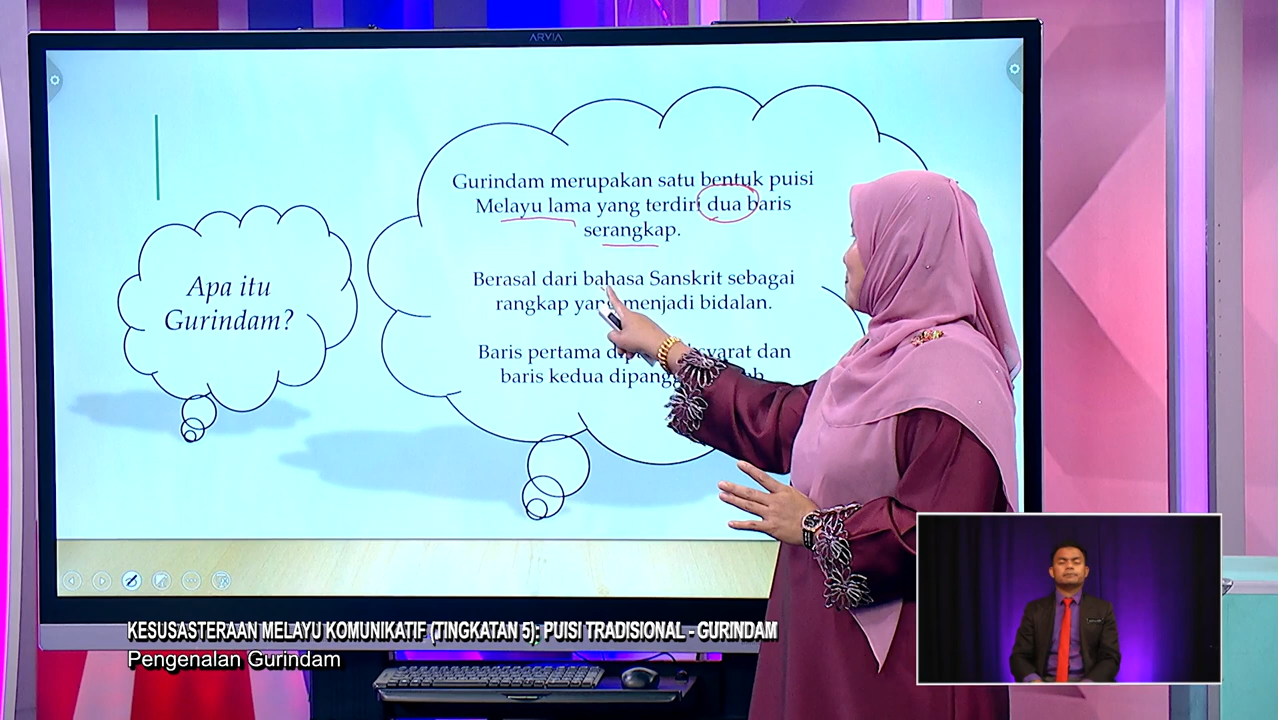 ARVIA
Apa itu
Gurindam?
Gurindam merupakan satu bentuk puisi
Melayu lama yang terdiri dua baris
serangkap.
Berasal dari bahasa Sanskrit sebagai
rangkap yang menjadi bidalan.
Baris pertama dan
baris kedua
KESUSASTERAAN MELAYU KOMUNIKATIF (TINGKATAN 5): PUISI TRADISIONAL - GURINDAM
Pengenalan Gurindam